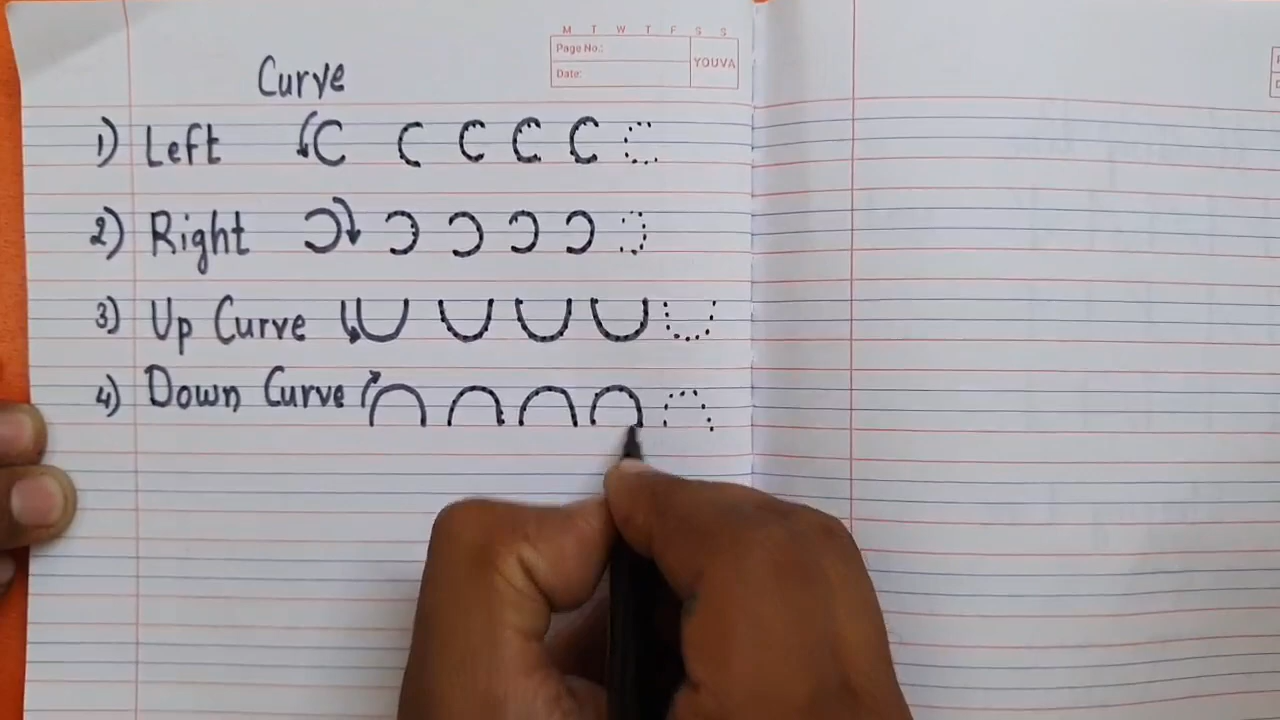 M T W T F S S
Page No.:
YOUVA
Date:
Curve
1) Left
2) Right
3) Up Curve
4) Down Curve